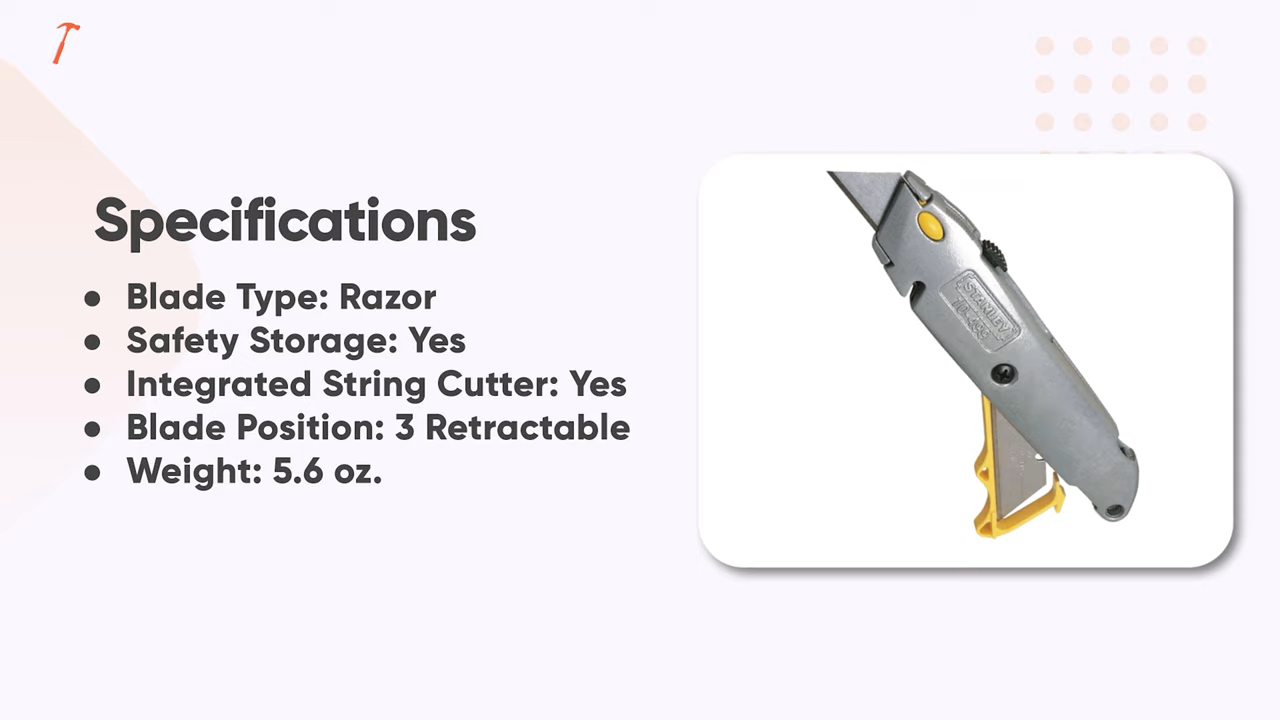 Specifications
● Blade Type: Razor
● Safety Storage: Yes
● Integrated String Cutter: Yes
● Blade Position: 3 Retractable
● Weight: 5.6 oz.
STANLEY